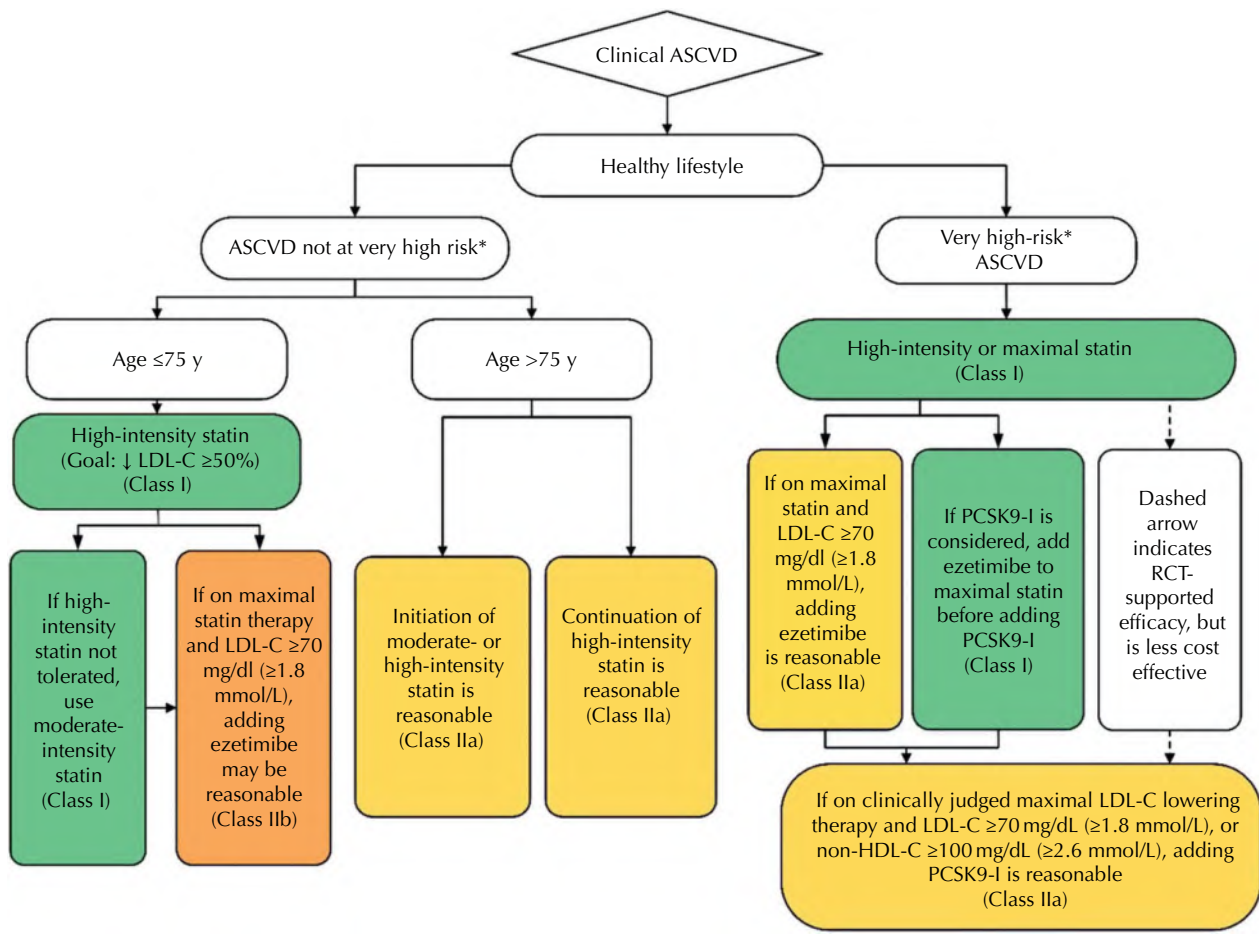 Clinical ASCVD
Healthy lifestyle
ASCVD not at very high risk*
Very high-risk*
ASCVD
Age ≤75 y
Age >75 y
High-intensity or maximal statin
(Class I)
High-intensity statin
(Goal: ↓ LDL-C ≥50%)
(Class I)
If high-
intensity
statin not
tolerated,
use
moderate-
intensity
statin
(Class I)
If on maximal
statin therapy
and LDL-C ≥70
mg/dl (≥1.8
mmol/L),
adding
ezetimibe
may be
reasonable
(Class IIb)
Initiation of
moderate- or
high-intensity
statin is
reasonable
(Class IIa)
Continuation of
high-intensity
statin is
reasonable
(Class IIa)
If on maximal
statin and
LDL-C ≥70
mg/dl (≥1.8
mmol/L),
adding
ezetimibe
is reasonable
(Class IIa)
If PCSK9-I is
considered, add
ezetimibe to
maximal statin
before adding
PCSK9-I
(Class I)
Dashed
arrow
indicates
RCT-
supported
efficacy, but
is less cost
effective
If on clinically judged maximal LDL-C lowering
therapy and LDL-C ≥70 mg/dL (≥1.8 mmol/L), or
non-HDL-C ≥100 mg/dL (≥2.6 mmol/L), adding
PCSK9-I is reasonable
(Class IIa)